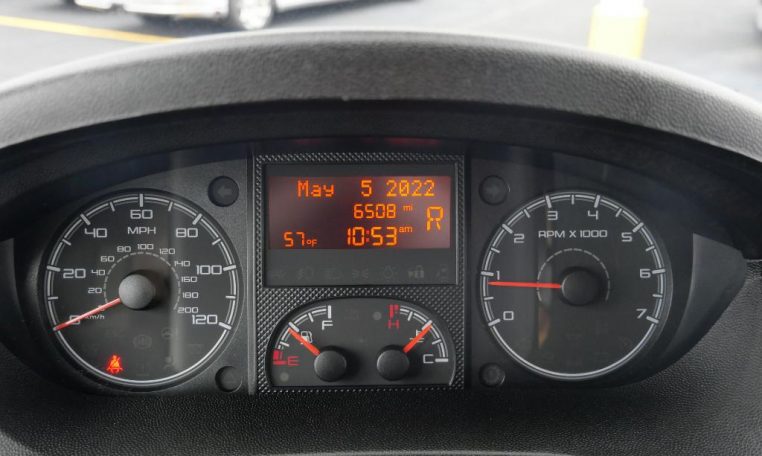 May 5 2022
6508 mi
R
57°F 10:53 am
MPH
0 20 40 60 80 100 120
20 40 60 80 100 120 140 160 180 200
km/h
RPM X 1000
0 1 2 3 4 5 6 7
F
E
H
C